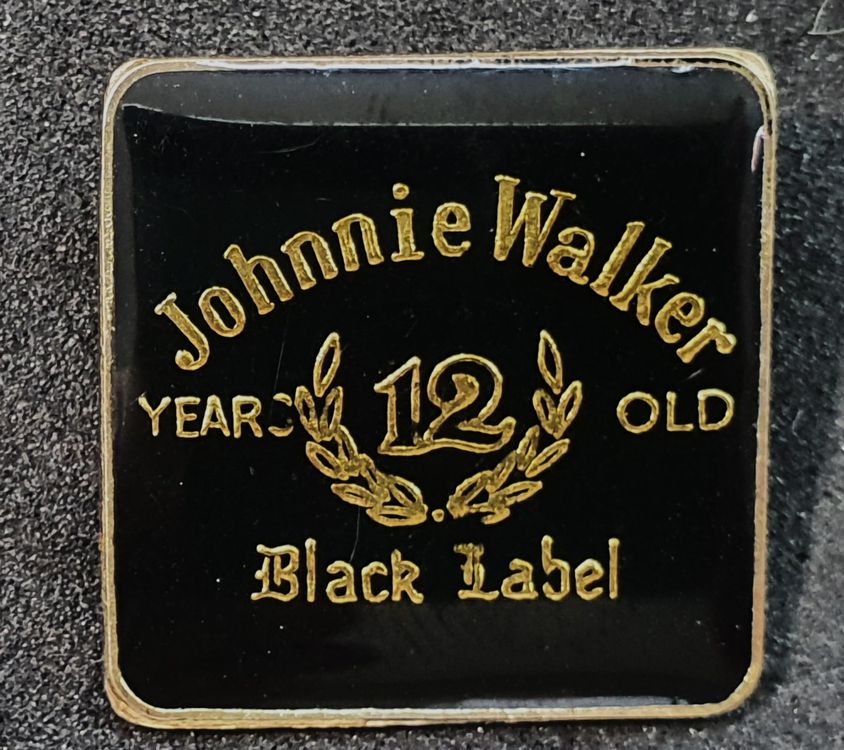 Johnnie Walker
YEARS 12 OLD
Black Label